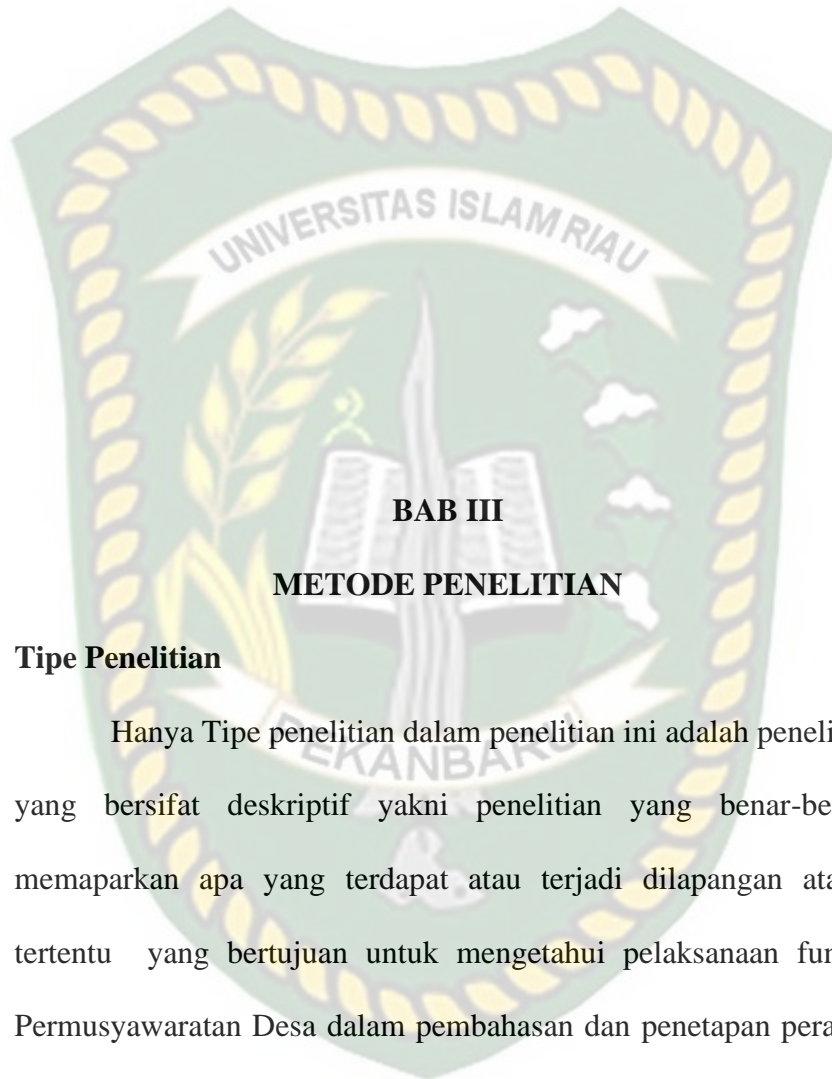 UNIVERSITAS ISLAM RIAU
BAB III
METODE PENELITIAN
Tipe Penelitian
Hanya Tipe penelitian dalam penelitian ini adalah peneli
yang bersifat deskriptif yakni penelitian yang benar-be
memaparkan apa yang terdapat atau terjadi dilapangan ata
tertentu yang bertujuan untuk mengetahui pelaksanaan fun
Permusyawaratan Desa dalam pembahasan dan penetapan pera
PEKANBARU